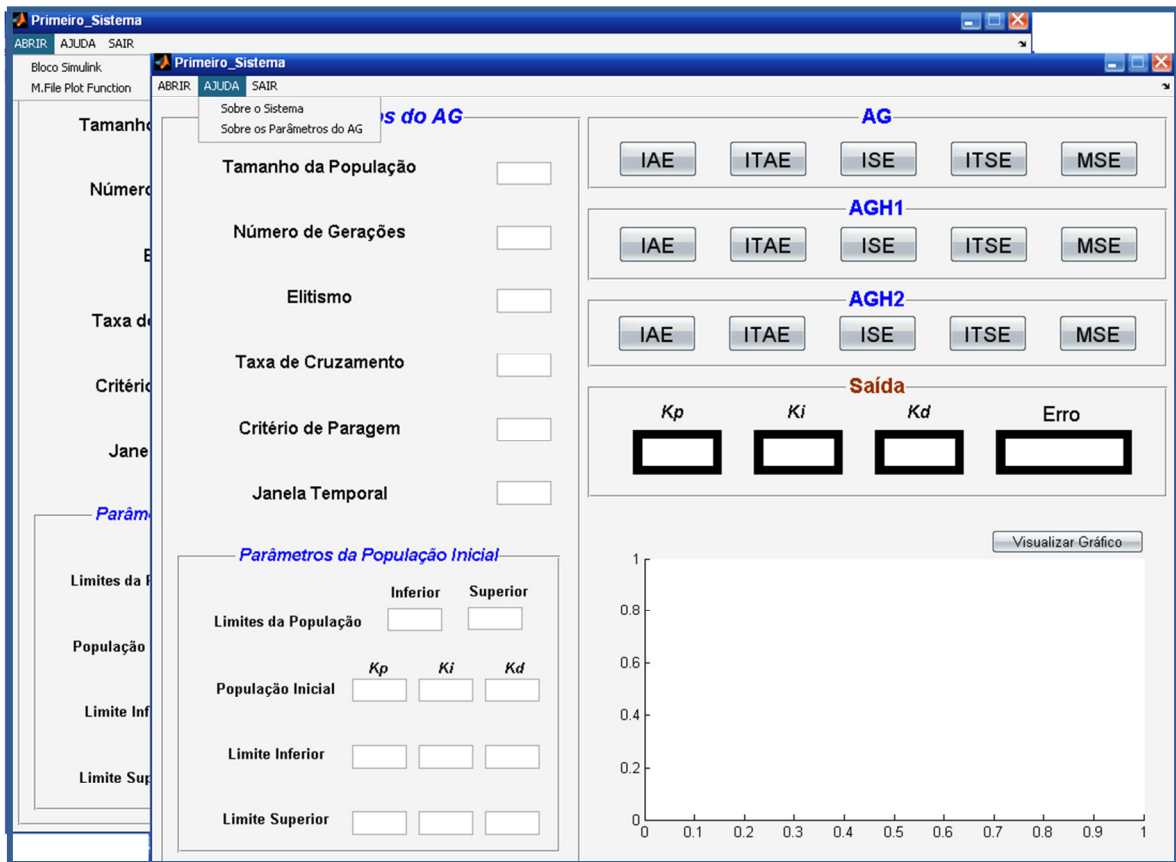 Primeiro_Sistema
ABRIR AJUDA SAIR
Bloco Simulink
M.File Plot Function
Tamanho
Número
E
Taxa de
Critério
Jane
Parâm
Limites da P
População
Limite Inf
Limite Sup
Primeiro_Sistema
ABRIR AJUDA SAIR
Sobre o Sistema
Sobre os Parâmetros do AG
os do AG
Tamanho da População
Número de Gerações
Elitismo
Taxa de Cruzamento
Critério de Paragem
Janela Temporal
Parâmetros da População Inicial
Inferior Superior
Limites da População
Kp Ki Kd
População Inicial
Limite Inferior
Limite Superior
AG
IAE ITAE ISE ITSE MSE
AGH1
IAE ITAE ISE ITSE MSE
AGH2
IAE ITAE ISE ITSE MSE
Saída
Kp Ki Kd Erro
Visualizar Gráfico
1
0.8
0.6
0.4
0.2
0
0 0.1 0.2 0.3 0.4 0.5 0.6 0.7 0.8 0.9 1